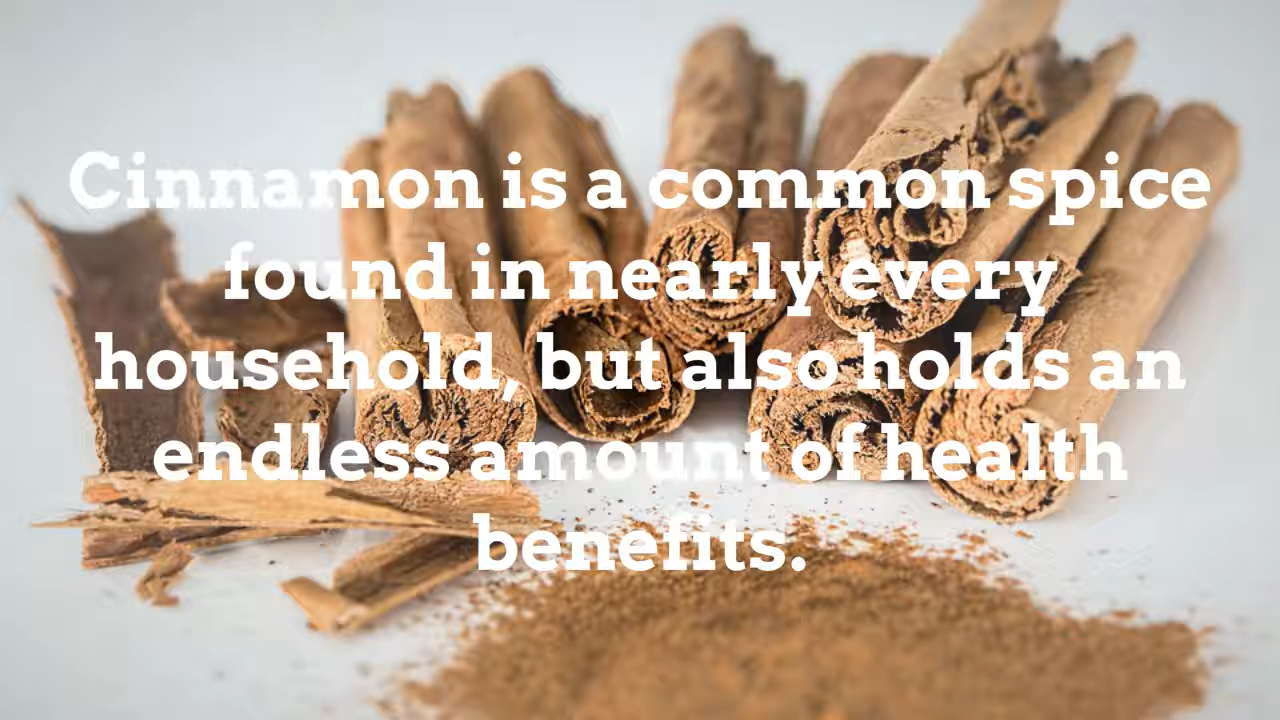 Cinnamon is a common spice
found in nearly every
household, but also holds an
endless amount of health
benefits.